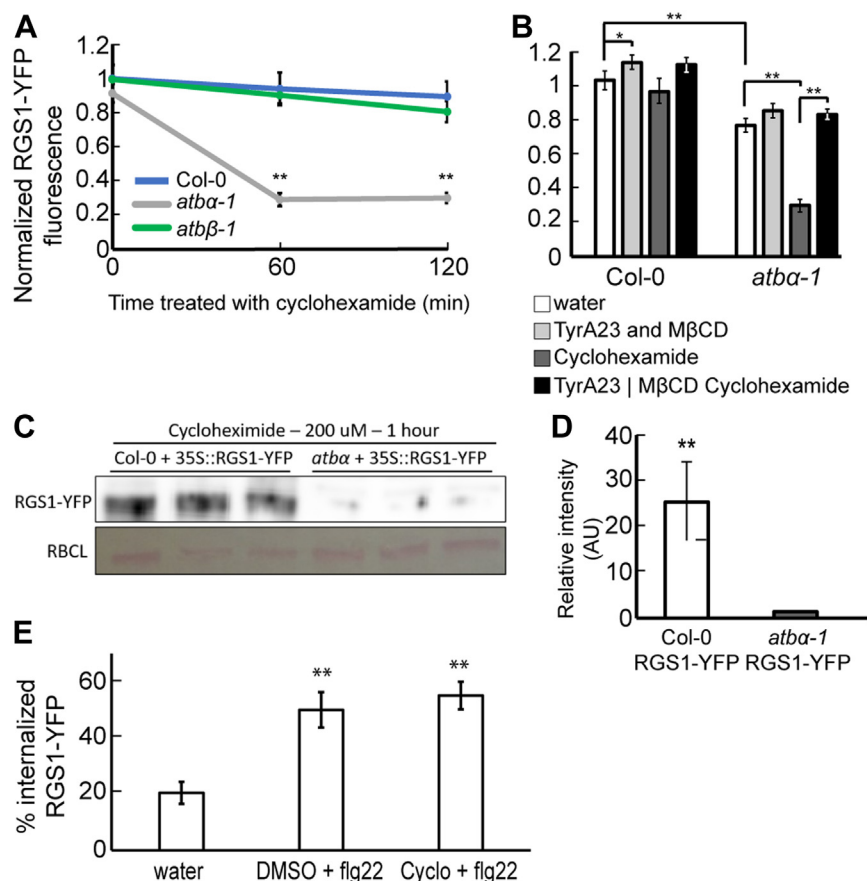 A
Normalized RGS1-YFP
fluorescence
1.2
1
0.8
0.6
0.4
0.2
0
Col-0
atbα-1
atbβ-1
**
**
0
60
120
Time treated with cyclohexamide (min)
B
**
*
**
**
1.2
1
0.8
0.6
0.4
0.2
0
Col-0
atbα-1
water
TyrA23 and MβCD
Cyclohexamide
TyrA23 | MβCD Cyclohexamide
C
Cycloheximide – 200 uM – 1 hour
Col-0 + 35S::RGS1-YFP
atbα + 35S::RGS1-YFP
RGS1-YFP
RBCL
D
Relative intensity
(AU)
40
30
20
10
0
**
Col-0
RGS1-YFP
atbα-1
RGS1-YFP
E
% internalized
RGS1-YFP
60
40
20
0
**
**
water
DMSO + flg22
Cyclo + flg22